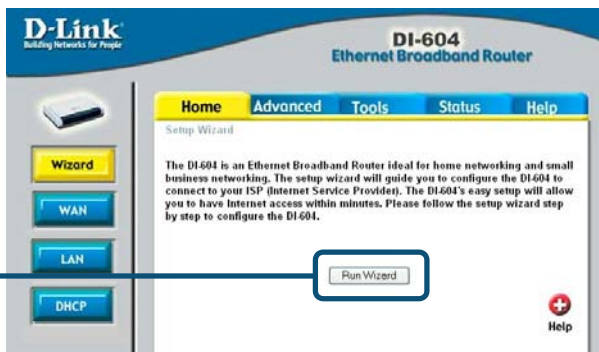 D-Link
Building Networks for People
DI-604
Ethernet Broadband Router
Home
Advanced
Tools
Status
Help
Wizard
WAN
LAN
DHCP
Setup Wizard
The DI-604 is an Ethernet Broadband Router ideal for home networking and small
business networking. The setup wizard will guide you to configure the DI-604 to
connect to your ISP (Internet Service Provider). The DI-604's easy setup will allow
you to have Internet access within minutes. Please follow the setup wizard step
by step to configure the DI-604.
Run Wizard
Help